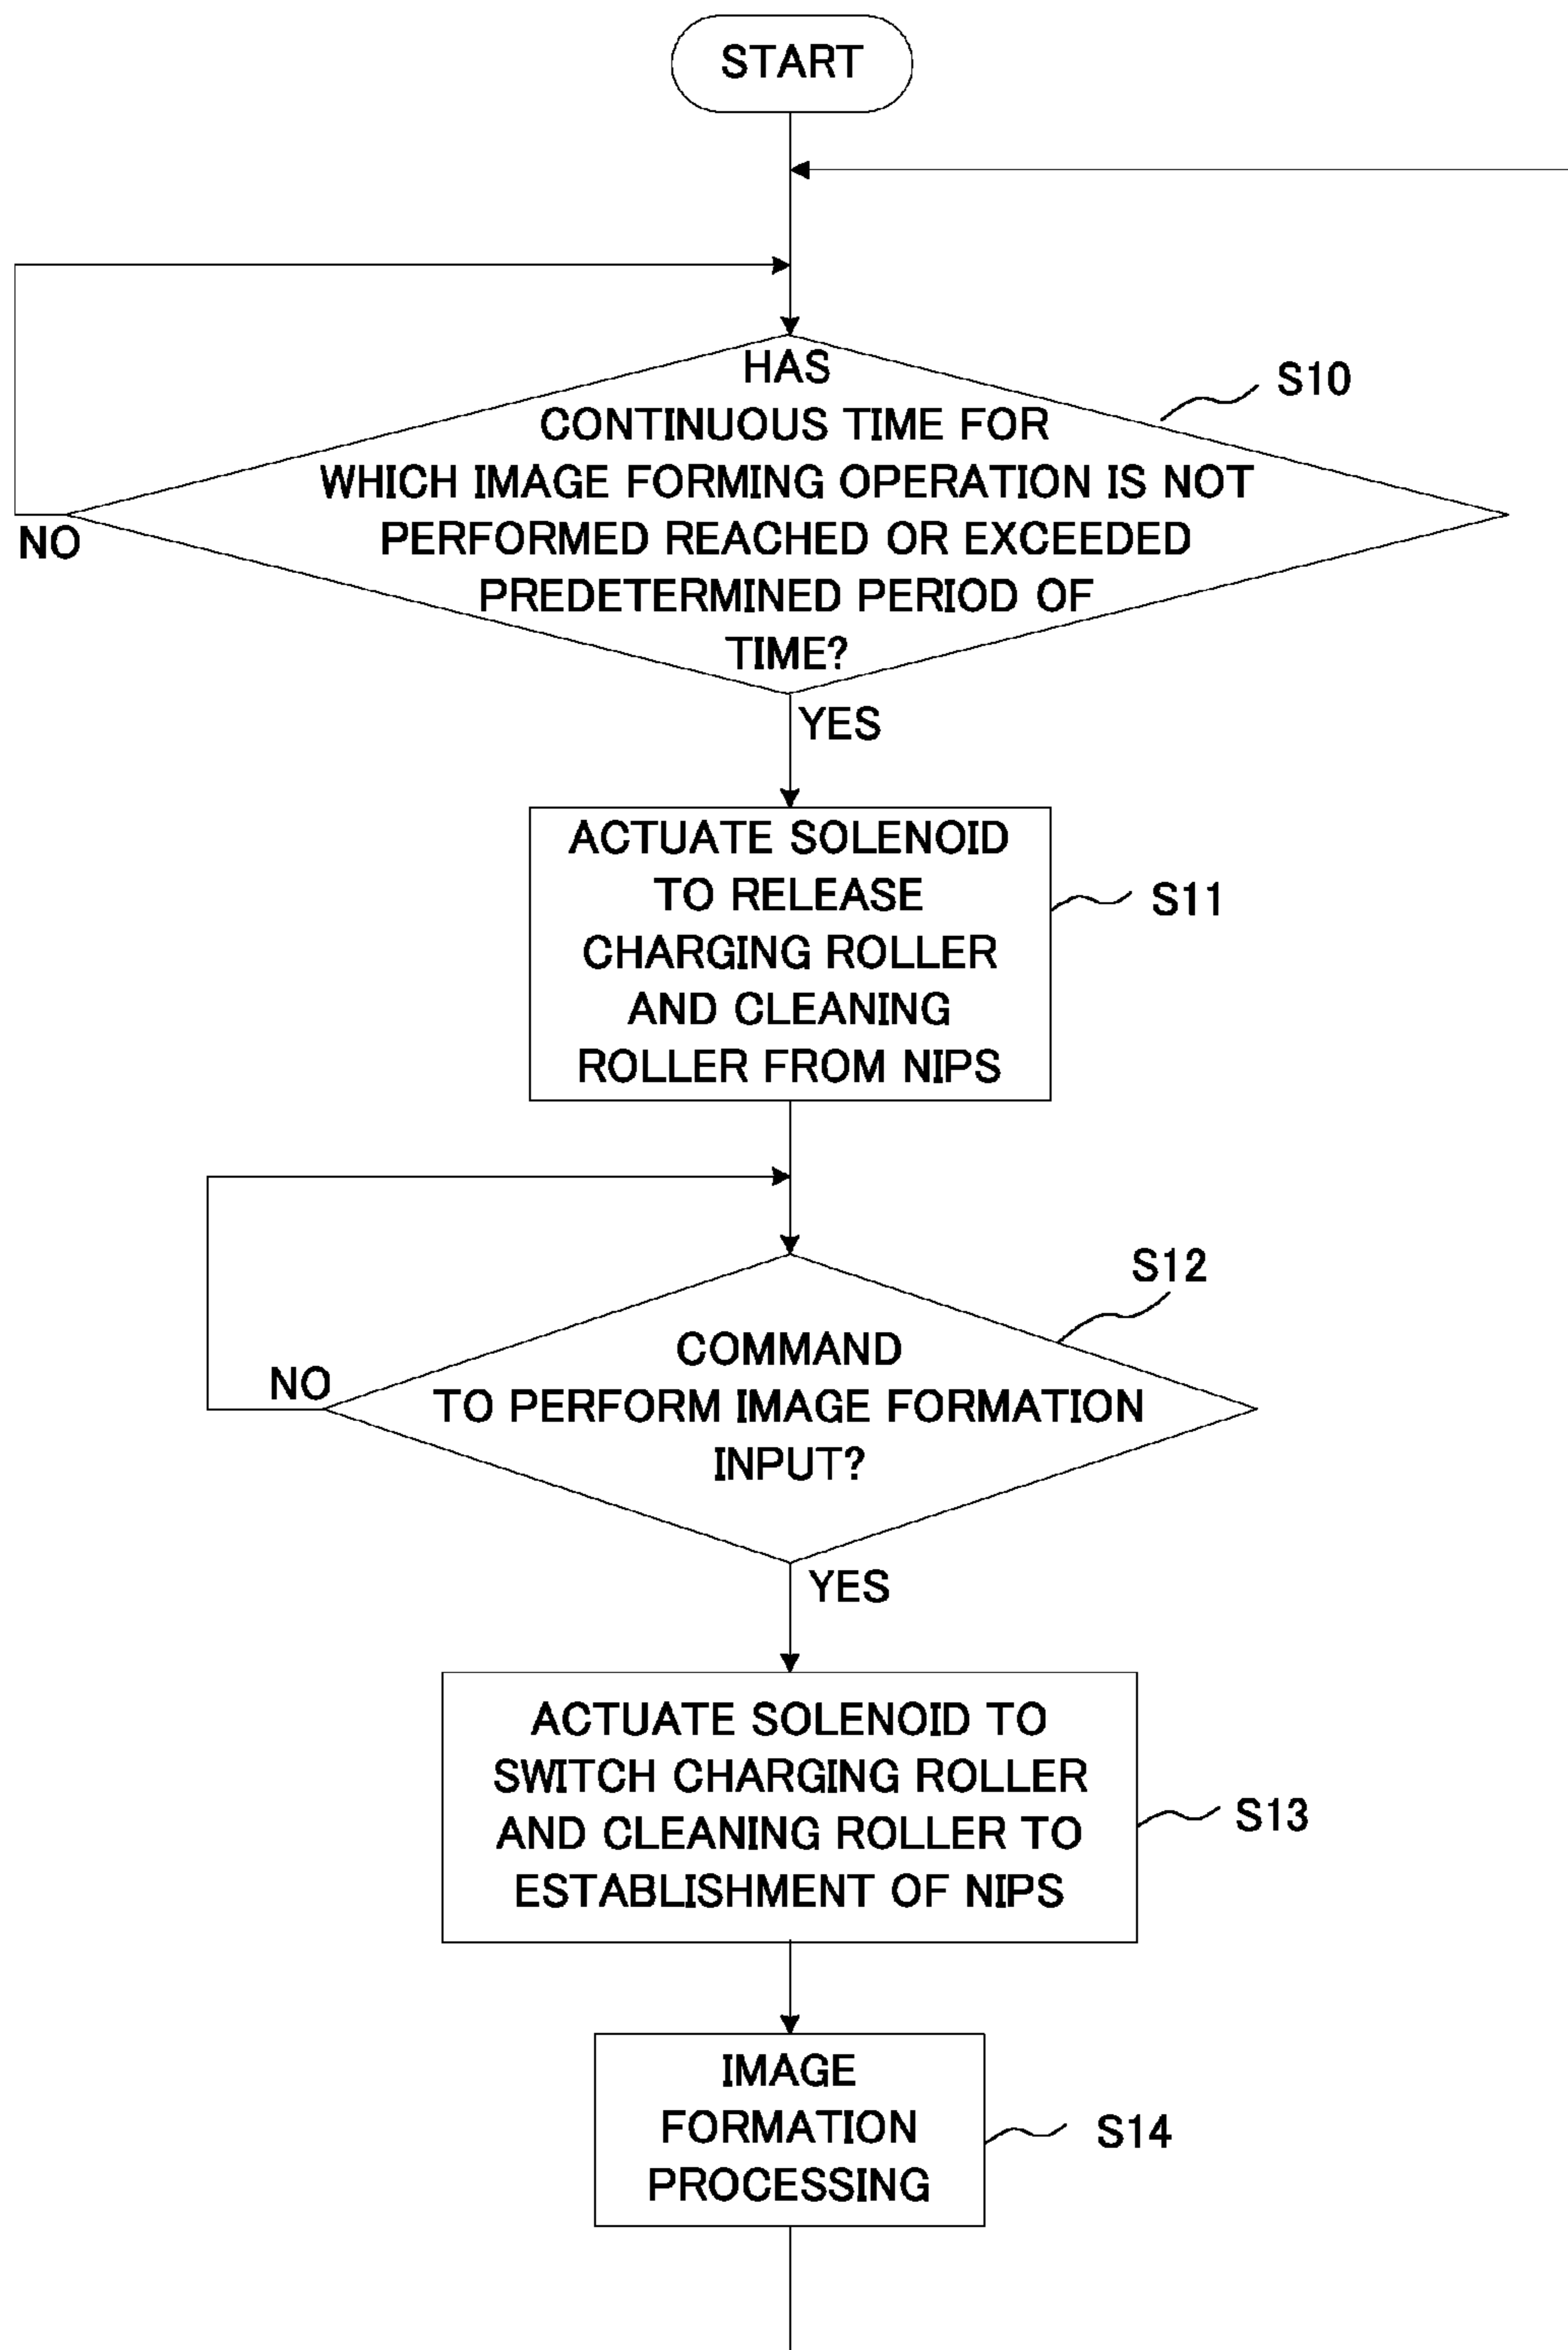 START
HAS
CONTINUOUS TIME FOR
WHICH IMAGE FORMING OPERATION IS NOT
PERFORMED REACHED OR EXCEEDED
PREDETERMINED PERIOD OF
TIME?
S10
NO
YES
ACTUATE SOLENOID
TO RELEASE
CHARGING ROLLER
AND CLEANING
ROLLER FROM NIPS
S11
S12
COMMAND
TO PERFORM IMAGE FORMATION
INPUT?
NO
YES
ACTUATE SOLENOID TO
SWITCH CHARGING ROLLER
AND CLEANING ROLLER TO
ESTABLISHMENT OF NIPS
S13
IMAGE
FORMATION
PROCESSING
S14